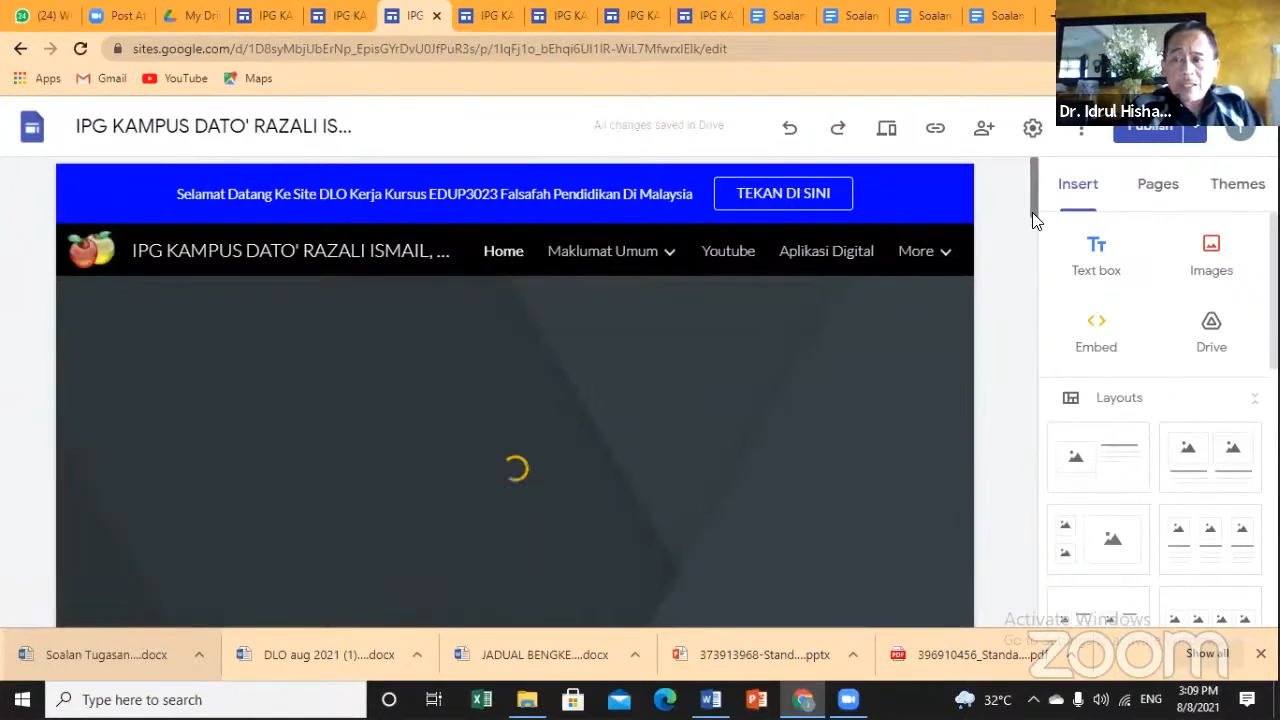 (24) W
Post At
My Dri
IPG KA
IPG KA
IPG
IPG KA
IPG KA
IPG KA
IPG KA
Soalan
Soalan
Soalan
Soalan
sites.google.com/d/1D8syMbjUbErNp_EpisGYrDvU0JfPuR3s/p/1IqFj1o_bEhqi6UI1lR-WiL7MfwrxlElk/edit
Apps
Gmail
YouTube
Maps
Dr. Idrul Hisha...
IPG KAMPUS DATO' RAZALI IS...
All changes saved in Drive
Publish
Selamat Datang Ke Site DLO Kerja Kursus EDUP3023 Falsafah Pendidikan Di Malaysia
TEKAN DI SINI
IPG KAMPUS DATO' RAZALI ISMAIL, ...
Home
Maklumat Umum
Youtube
Aplikasi Digital
More
Insert
Pages
Themes
Text box
Images
Embed
Drive
Layouts
Activate Windows
zoom
Soalan Tugasan....docx
DLO aug 2021 (1)....docx
JADUAL BENGKE....docx
373913968-Stand....pptx
396910456_Standa....pdf
Show all
Type here to search
32°C
ENG
3:09 PM
8/8/2021